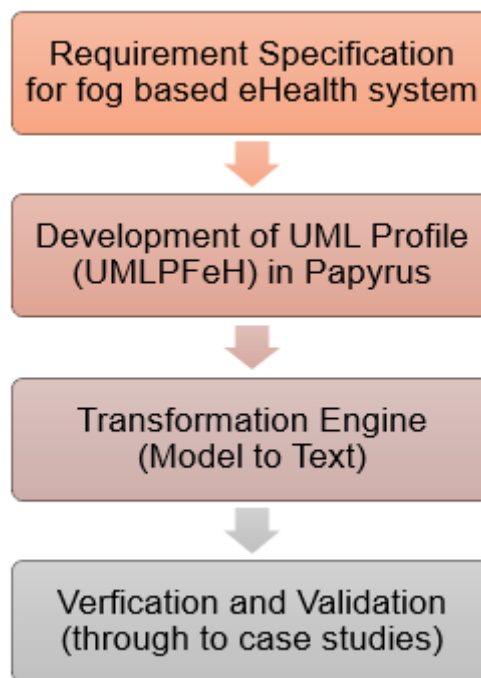 Requirement Specification
for fog based eHealth system
Development of UML Profile
(UMLPFeH) in Papyrus
Transformation Engine
(Model to Text)
Verfication and Validation
(through to case studies)